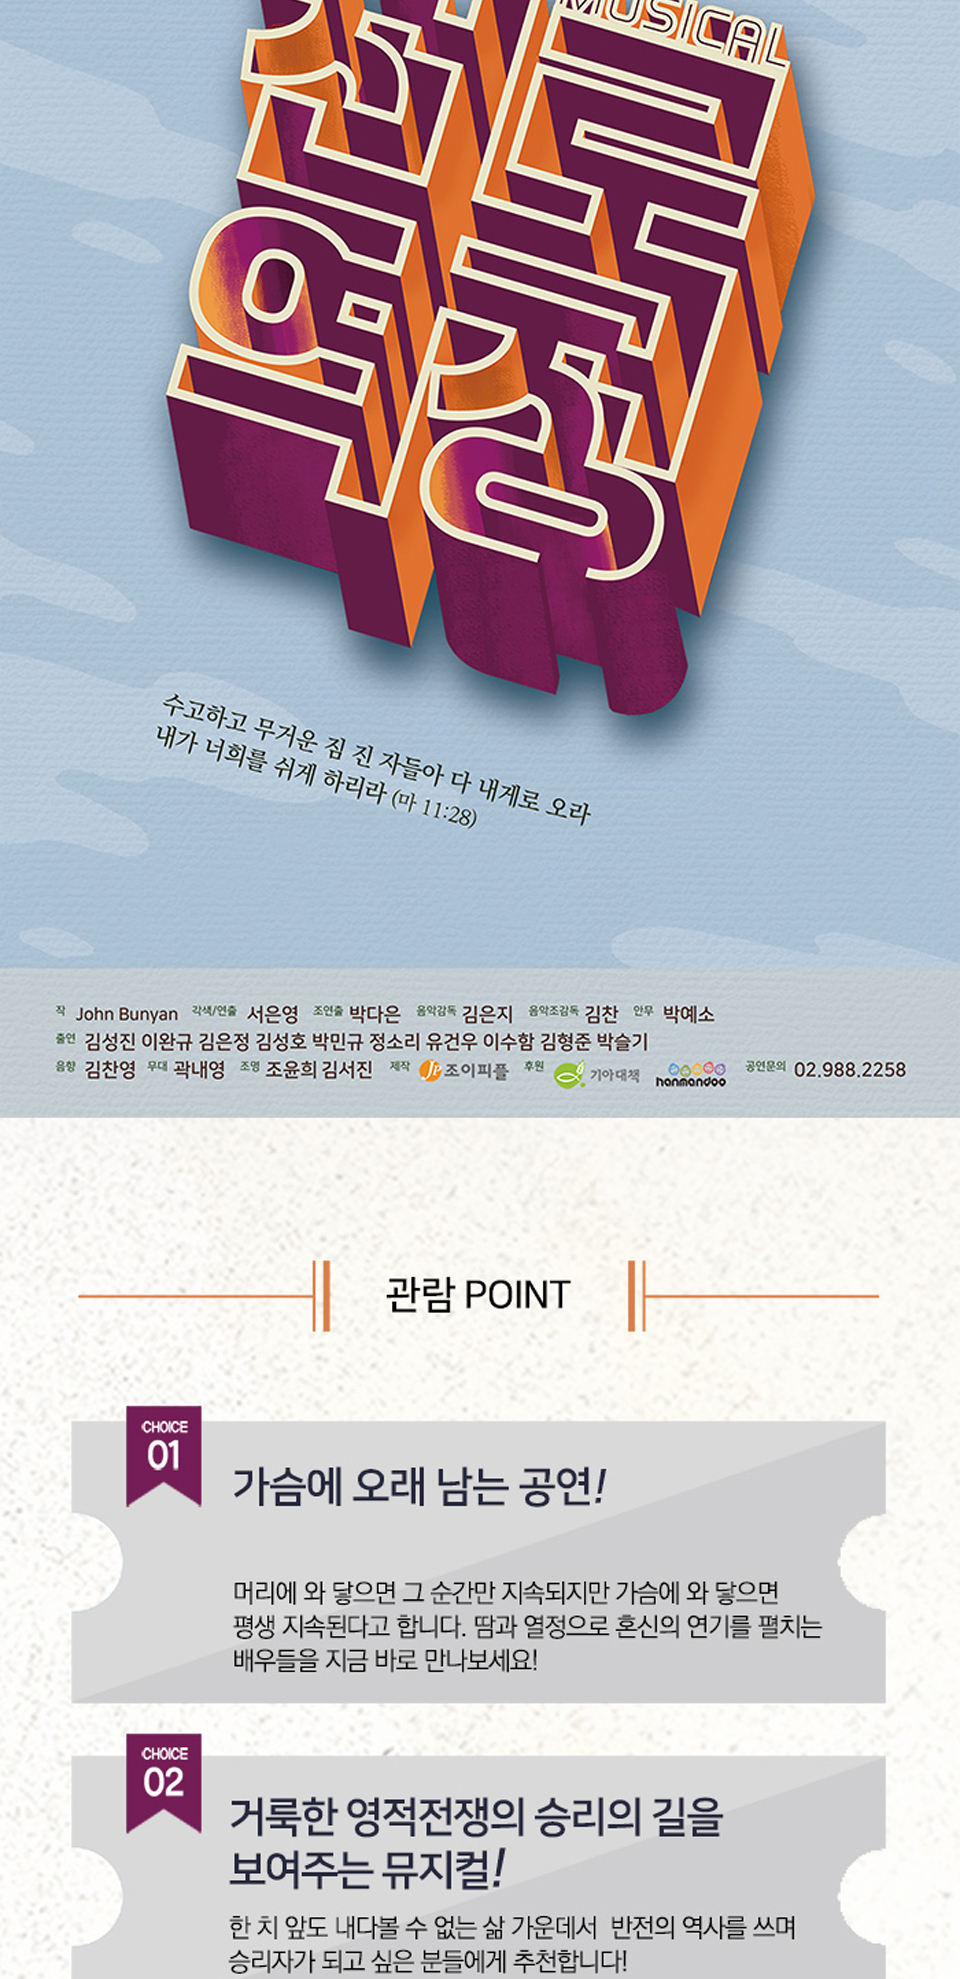 MUSICAL
천로
역정
수고하고 무거운 짐 진 자들아 다 내게로 오라
내가 너희를 쉬게 하리라 (마 11:28)
작 John Bunyan 각색/연출 서은영 조연출 박다은 음악감독 김은지 음악조감독 김찬 안무 박예소
출연 김성진 이완규 김은정 김성호 박민규 정소리 유건우 이수함 김형준 박슬기
음향 김찬영 무대 곽내영 조명 조윤희 김서진 제작 JP 조이피플 후원 기아대책 hanmandoo 공연문의 02.988.2258
관람 POINT
CHOICE
01
가슴에 오래 남는 공연!
머리에 와 닿으면 그 순간만 지속되지만 가슴에 와 닿으면
평생 지속된다고 합니다. 땀과 열정으로 혼신의 연기를 펼치는
배우들을 지금 바로 만나보세요!
CHOICE
02
거룩한 영적전쟁의 승리의 길을
보여주는 뮤지컬!
한 치 앞도 내다볼 수 없는 삶 가운데서 반전의 역사를 쓰며
승리자가 되고 싶은 분들에게 추천합니다!